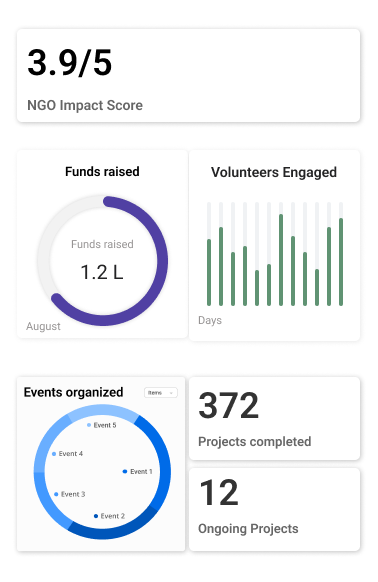 3.9/5
NGO Impact Score
Funds raised
Funds raised
1.2 L
August
Volunteers Engaged
Days
Events organized
Items
Event 5
Event 4
Event 1
Event 3
Event 2
372
Projects completed
12
Ongoing Projects